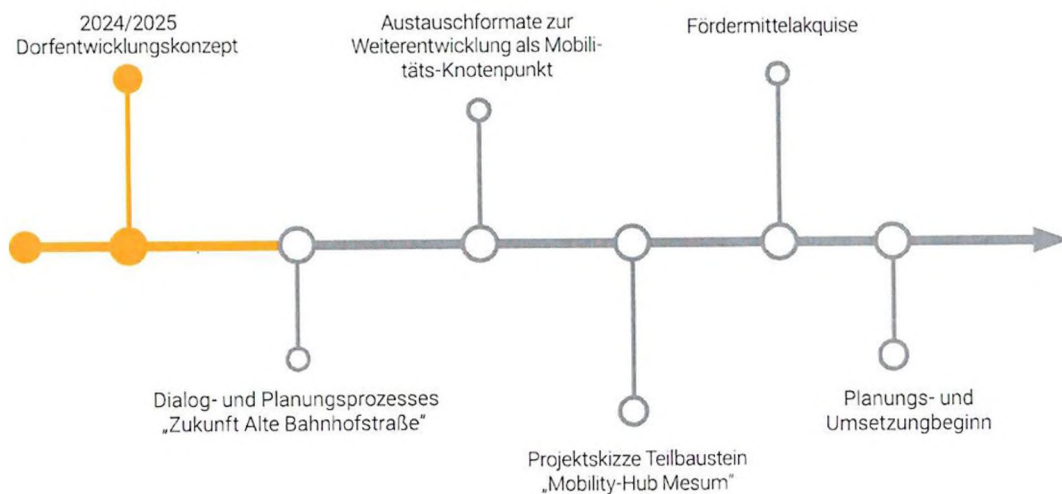 2024/2025
Dorfentwicklungskonzept
Austauschformate zur
Weiterentwicklung als Mobili-
täts-Knotenpunkt
Fördermittelakquise
Dialog- und Planungsprozesses
„Zukunft Alte Bahnhofstraße"
Projektskizze Teilbaustein
„Mobility-Hub Mesum"
Planungs- und
Umsetzungbeginn